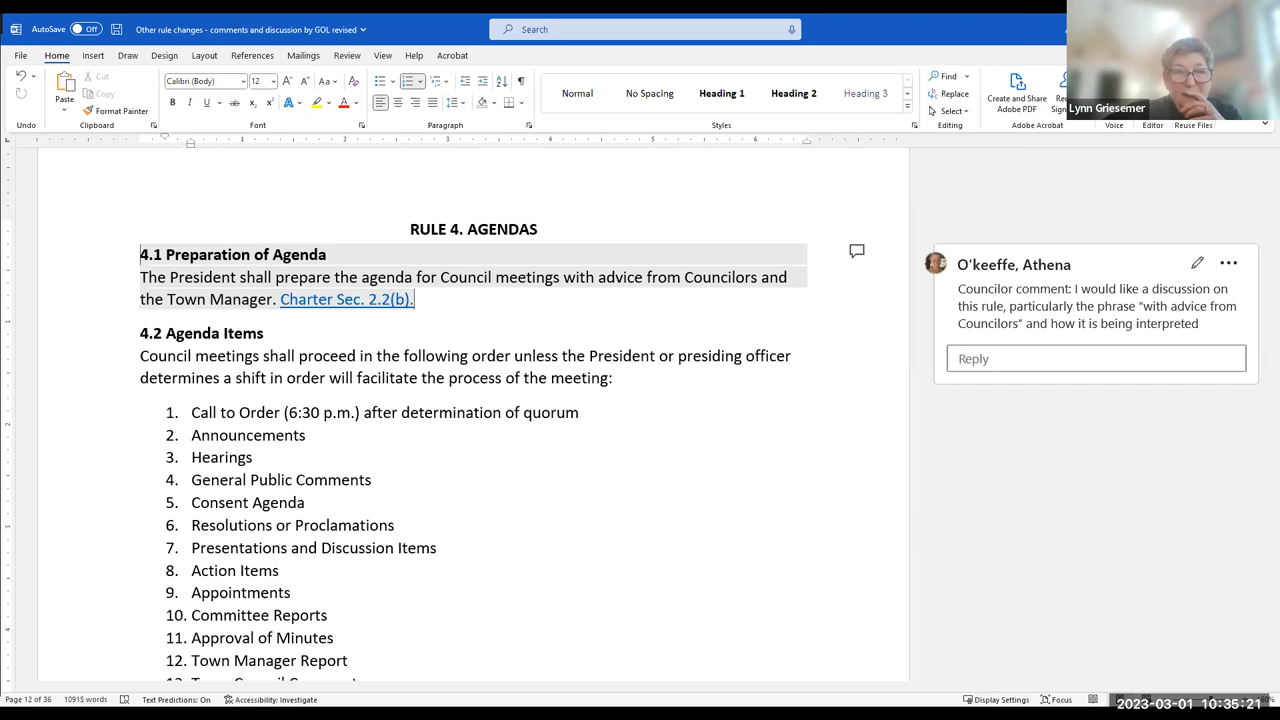 AutoSave Off Other rule changes - comments and discussion by GOL revised Search
File Home Insert Draw Design Layout References Mailings Review View Help Acrobat
Paste Cut Copy Format Painter
Calibri (Body) 12
Normal No Spacing Heading 1 Heading 2 Heading 3
Find Replace Select
Create and Share Adobe PDF
Undo Clipboard Font Paragraph Styles Editing Adobe Acrobat Voice Editor Reuse Files
Lynn Griesemer
RULE 4. AGENDAS
4.1 Preparation of Agenda
The President shall prepare the agenda for Council meetings with advice from Councilors and
the Town Manager. Charter Sec. 2.2(b).
4.2 Agenda Items
Council meetings shall proceed in the following order unless the President or presiding officer
determines a shift in order will facilitate the process of the meeting:
1. Call to Order (6:30 p.m.) after determination of quorum
2. Announcements
3. Hearings
4. General Public Comments
5. Consent Agenda
6. Resolutions or Proclamations
7. Presentations and Discussion Items
8. Action Items
9. Appointments
10. Committee Reports
11. Approval of Minutes
12. Town Manager Report
O'keeffe, Athena
Councilor comment: I would like a discussion on
this rule, particularly the phrase "with advice from
Councilors" and how it is being interpreted
Reply
Page 12 of 36 10915 words Text Predictions: On Accessibility: Investigate Display Settings Focus
2023-03-01 10:35:21